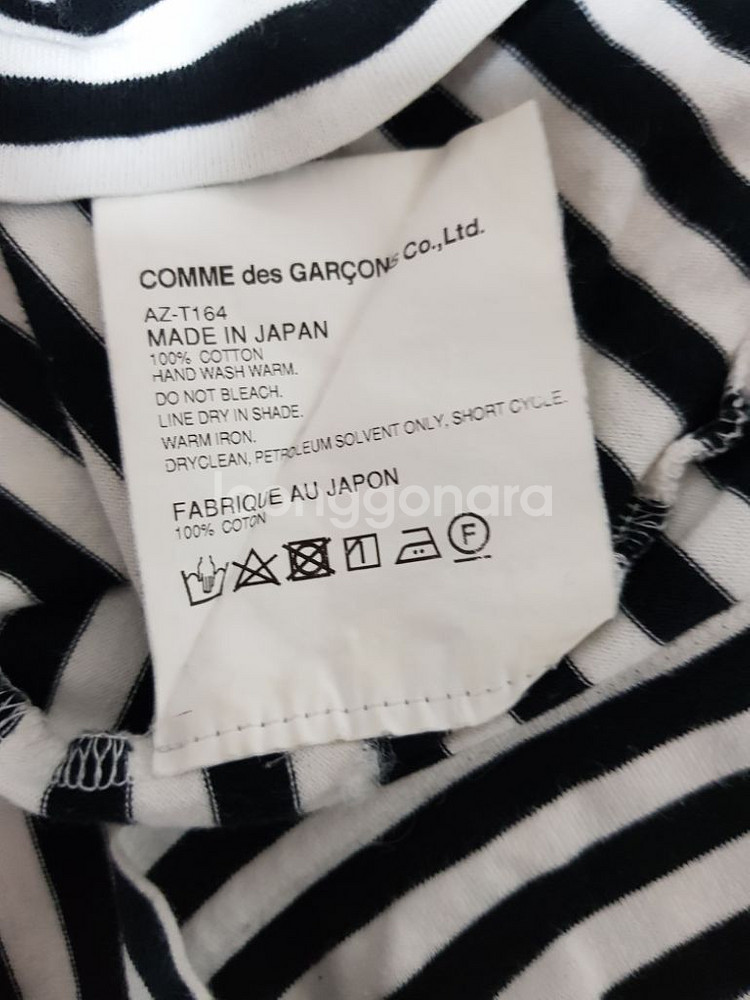 COMME des GARÇONS Co.,Ltd.
AZ-T164
MADE IN JAPAN
100% COTTON
HAND WASH WARM.
DO NOT BLEACH.
LINE DRY IN SHADE.
WARM IRON.
DRYCLEAN, PETROLEUM SOLVENT ONLY, SHORT CYCLE.
FABRIQUE AU JAPON
100% COTON
F
joonggonara